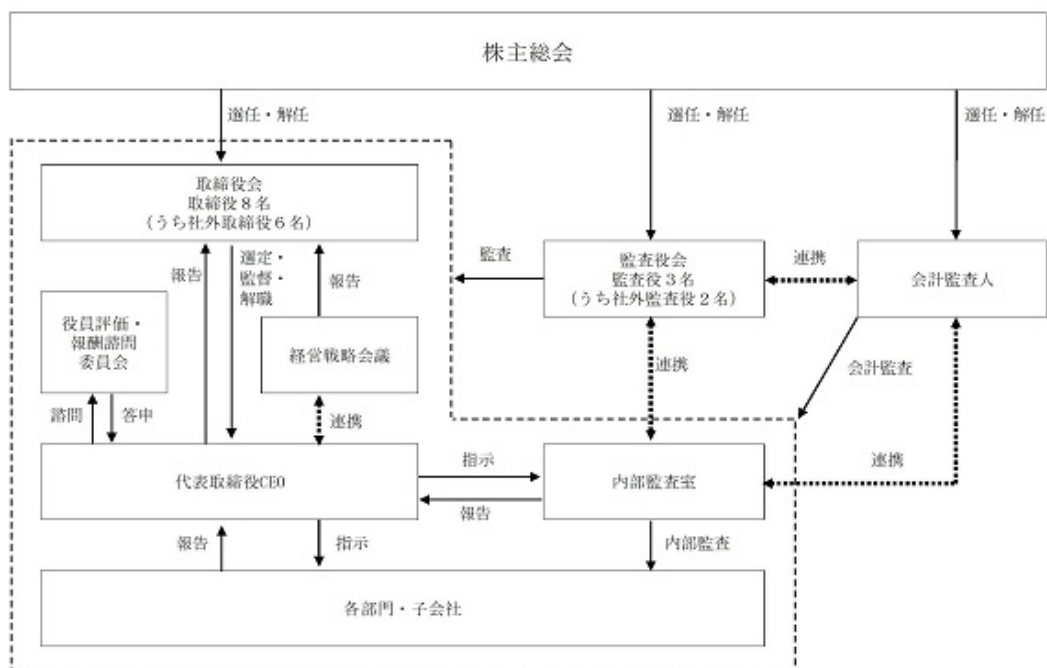 株主総会
選任・解任
選任・解任
選任・解任
取締役会
取締役８名
（うち社外取締役６名）
監査
監査役会
監査役３名
（うち社外監査役２名）
連携
会計監査人
報告
選定・
監督・
解職
報告
役員評価・
報酬諮問
委員会
経営戦略会議
連携
会計監査
諮問
答申
連携
代表取締役CEO
指示
報告
内部監査室
連携
報告
指示
内部監査
各部門・子会社